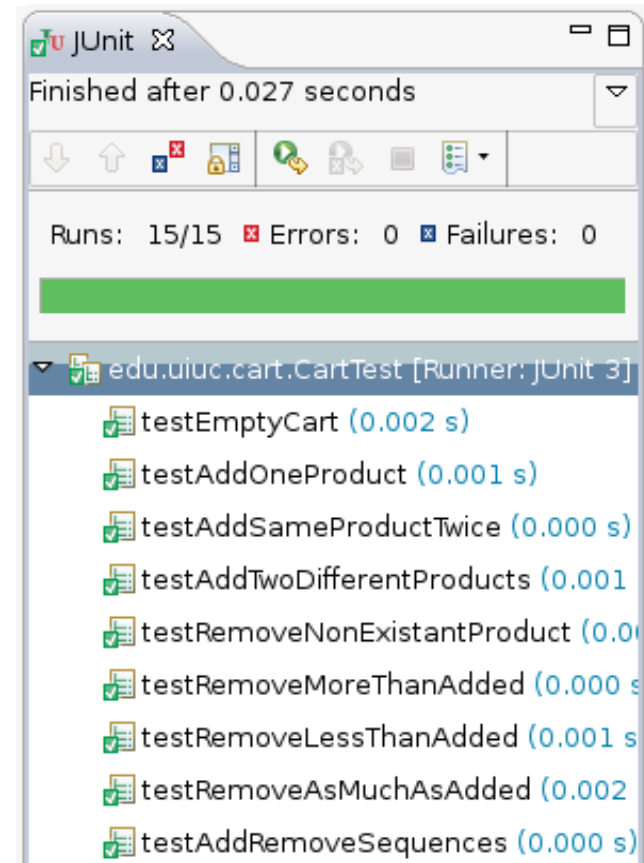 JUnit
Finished after 0.027 seconds
Runs: 15/15 Errors: 0 Failures: 0
edu.uiuc.cart.CartTest [Runner: JUnit 3]
testEmptyCart (0.002 s)
testAddOneProduct (0.001 s)
testAddSameProductTwice (0.000 s)
testAddTwoDifferentProducts (0.001
testRemoveNonExistantProduct (0.0
testRemoveMoreThanAdded (0.000 s
testRemoveLessThanAdded (0.001 s
testRemoveAsMuchAsAdded (0.002
testAddRemoveSequences (0.000 s)